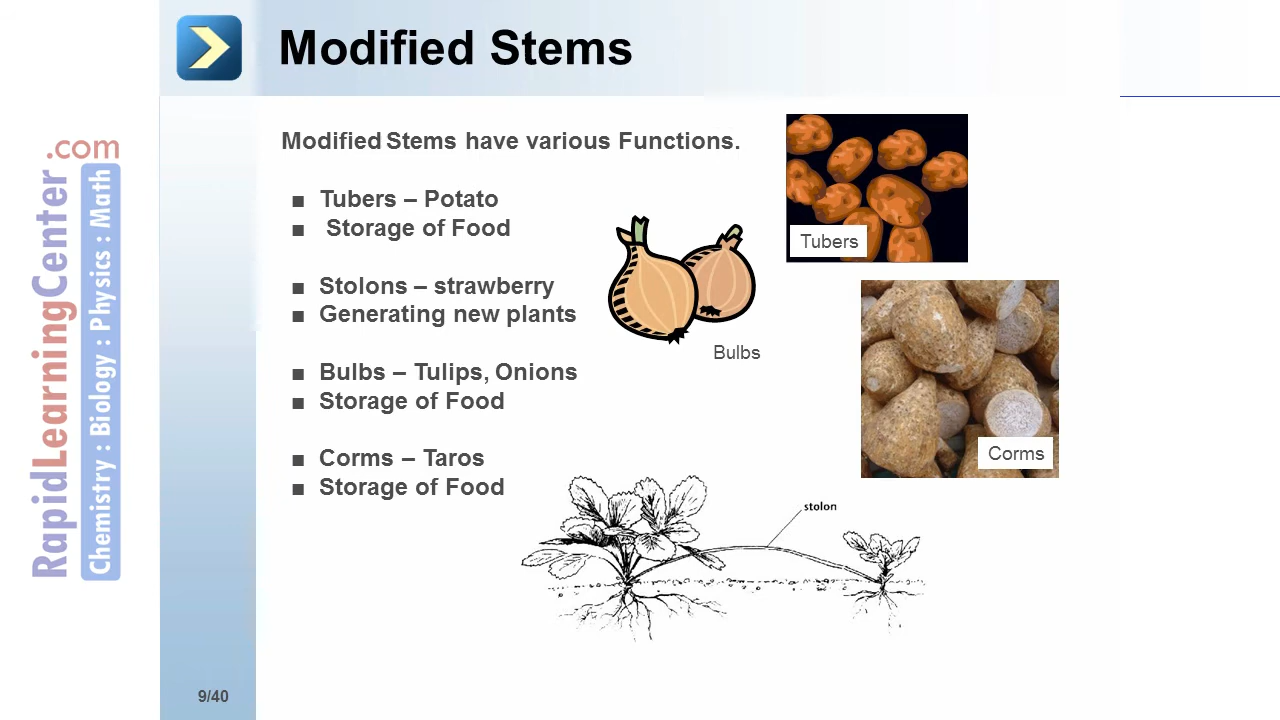 Modified Stems
Modified Stems have various Functions.
■ Tubers – Potato
■ Storage of Food
■ Stolons – strawberry
■ Generating new plants
■ Bulbs – Tulips, Onions
■ Storage of Food
■ Corms – Taros
■ Storage of Food
Tubers
Bulbs
Corms
stolon
RapidLearningCenter.com
Chemistry : Biology : Physics : Math
9/40